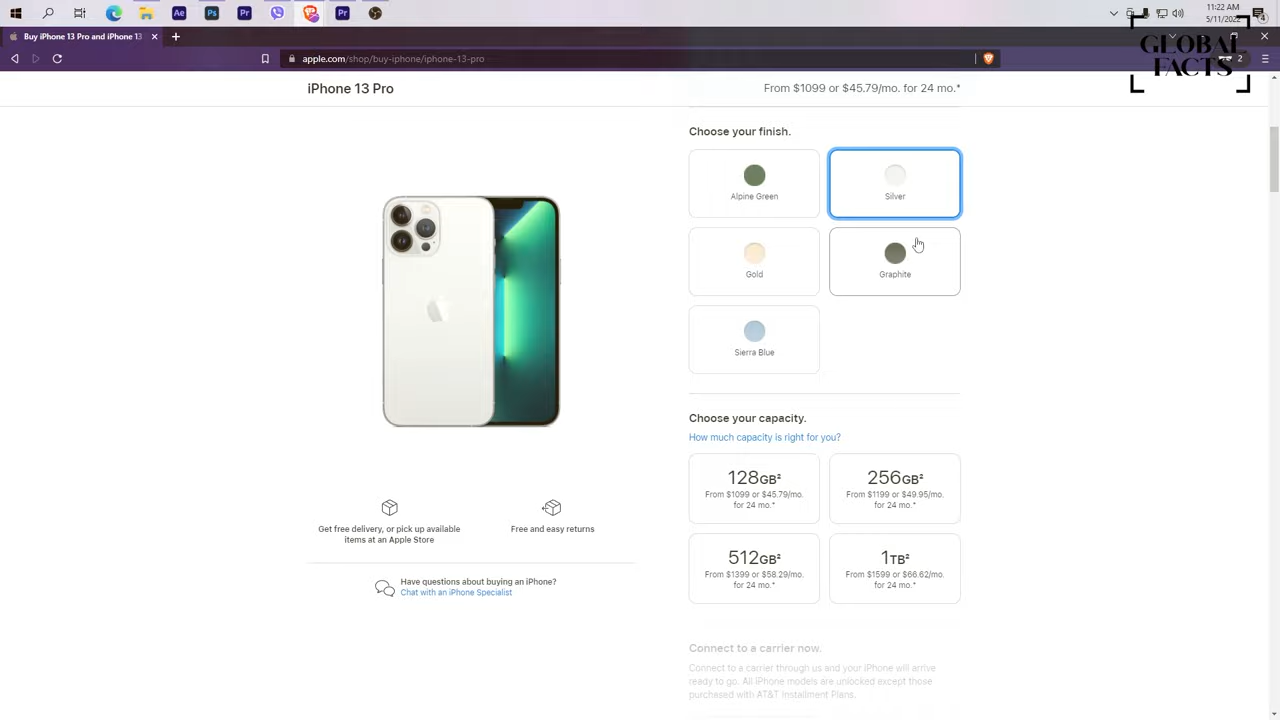 Ae
Ps
Pr
Pr
11:22 AM
5/11/2022
4
Buy iPhone 13 Pro and iPhone 13
apple.com/shop/buy-iphone/iphone-13-pro
2
GLOBAL
FACTS
iPhone 13 Pro
From $1099 or $45.79/mo. for 24 mo.*
Choose your finish.
Alpine Green
Silver
Gold
Graphite
Sierra Blue
Choose your capacity.
How much capacity is right for you?
128GB²
From $1099 or $45.79/mo.
for 24 mo.*
256GB²
From $1199 or $49.95/mo.
for 24 mo.*
512GB²
From $1399 or $58.29/mo.
for 24 mo.*
1TB²
From $1599 or $66.62/mo.
for 24 mo.*
Get free delivery, or pick up available
items at an Apple Store
Free and easy returns
Have questions about buying an iPhone?
Chat with an iPhone Specialist
Connect to a carrier now.
Connect to a carrier through us and your iPhone will arrive
ready to go. All iPhone models are unlocked except those
purchased with AT&T Installment Plans.